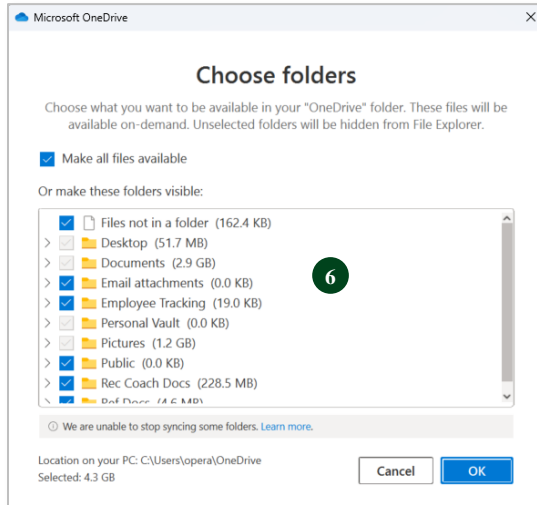 Microsoft OneDrive
Choose folders
Choose what you want to be available in your "OneDrive" folder. These files will be
available on-demand. Unselected folders will be hidden from File Explorer.
Make all files available
Or make these folders visible:
Files not in a folder (162.4 KB)
Desktop (51.7 MB)
Documents (2.9 GB)
Email attachments (0.0 KB)
6
Employee Tracking (19.0 KB)
Personal Vault (0.0 KB)
Pictures (1.2 GB)
Public (0.0 KB)
Rec Coach Docs (228.5 MB)
Ref Docs (4.6 MB)
We are unable to stop syncing some folders. Learn more.
Location on your PC: C:\Users\opera\OneDrive
Selected: 4.3 GB
Cancel
OK